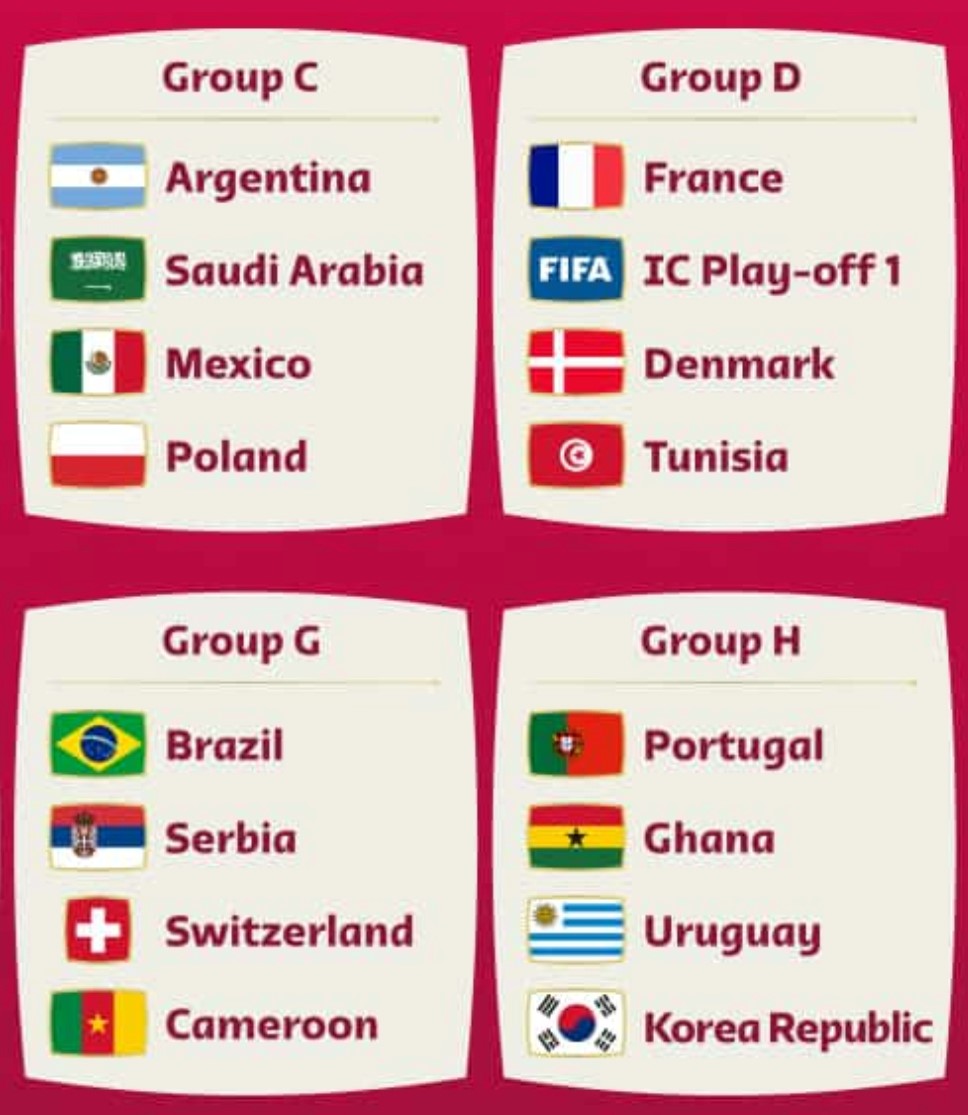 Group C
Argentina
Saudi Arabia
Mexico
Poland
Group D
France
FIFA IC Play-off 1
Denmark
Tunisia
Group G
Brazil
Serbia
Switzerland
Cameroon
Group H
Portugal
Ghana
Uruguay
Korea Republic